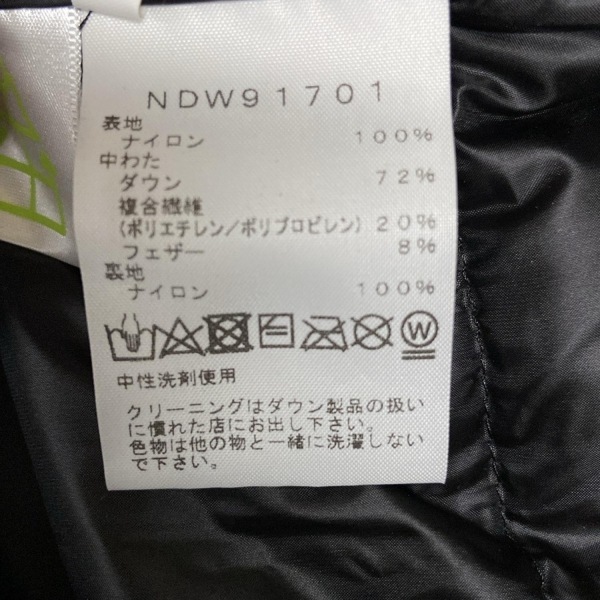 NDW91701
表地
ナイロン 100%
中わた
ダウン 72%
複合繊維
(ポリエチレン/ポリプロピレン) 20%
フェザー 8%
裏地
ナイロン 100%
W
中性洗剤使用
クリーニングはダウン製品の扱い
に慣れた店にお出し下さい。
色物は他の物と一緒に洗濯しない
で下さい。